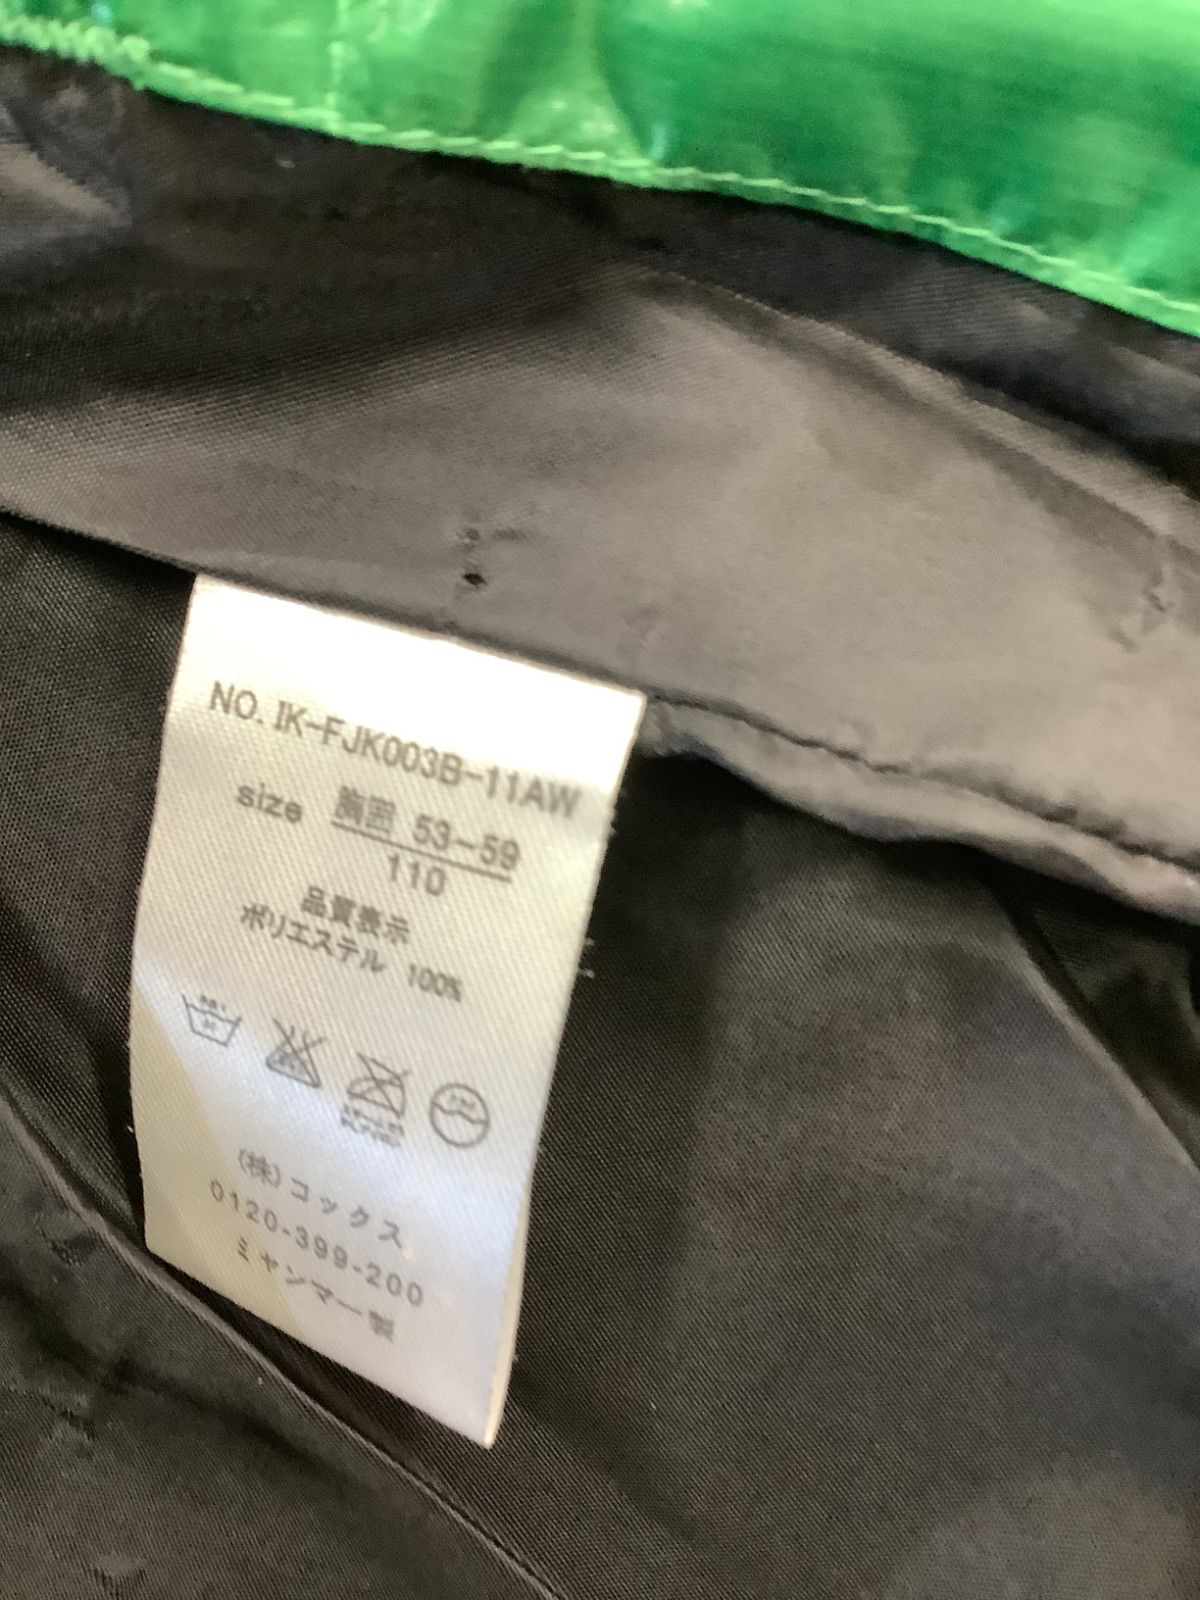 NO. IK-FJK003B-11AW
size 胸囲 53-59
110
品質表示
ポリエステル 100%
(株)コックス
0120-399-200
ミャンマー製